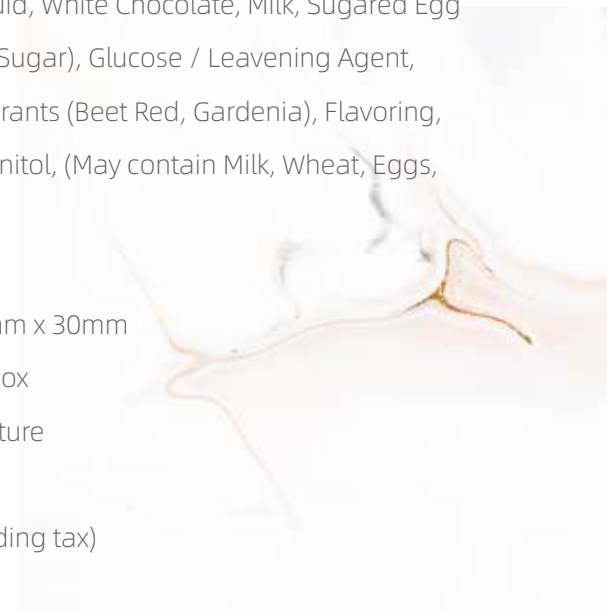 uid, White Chocolate, Milk, Sugared Egg
Sugar), Glucose / Leavening Agent,
rants (Beet Red, Gardenia), Flavoring,
nitol, (May contain Milk, Wheat, Eggs,
m x 30mm
ox
ture
ding tax)